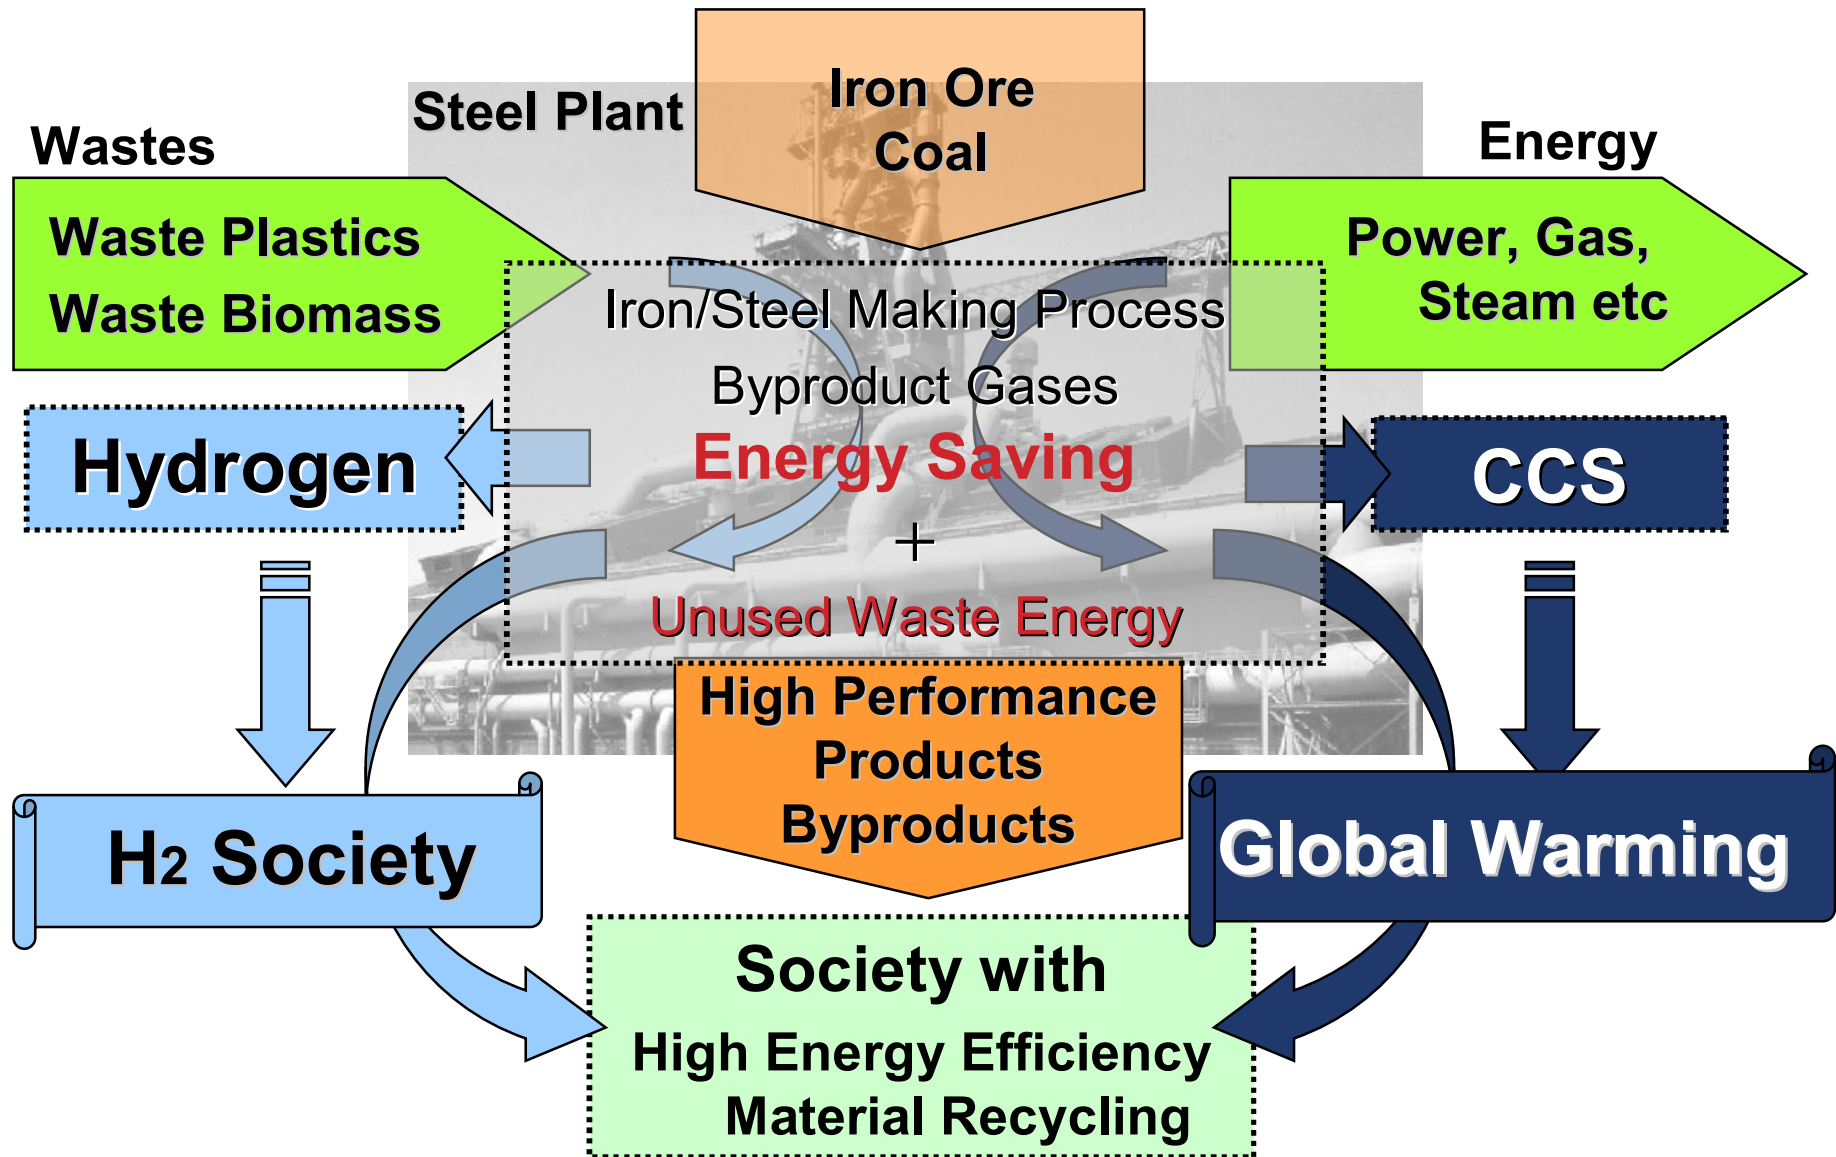 Steel Plant
Iron Ore
Coal
Wastes
Waste Plastics
Waste Biomass
Energy
Power, Gas,
Steam etc
Iron/Steel Making Process
Byproduct Gases
Energy Saving
+
Unused Waste Energy
Hydrogen
CCS
High Performance
Products
Byproducts
H2 Society
Global Warming
Society with
High Energy Efficiency
Material Recycling